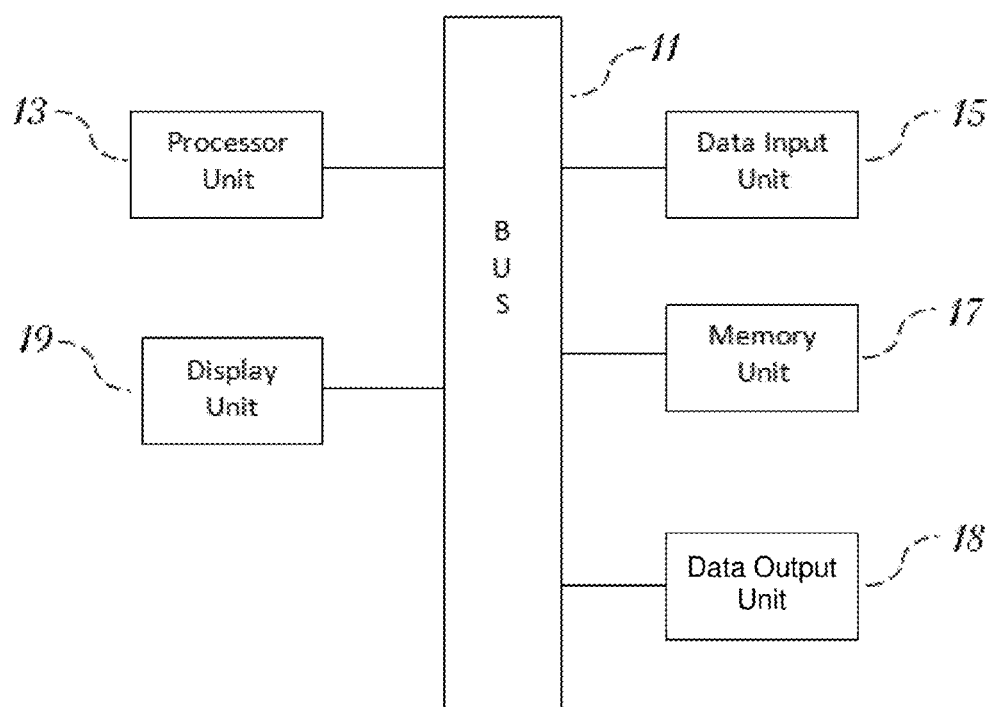 11
13
Processor
Unit
15
Data Input
Unit
B
U
S
19
Display
Unit
17
Memory
Unit
18
Data Output
Unit